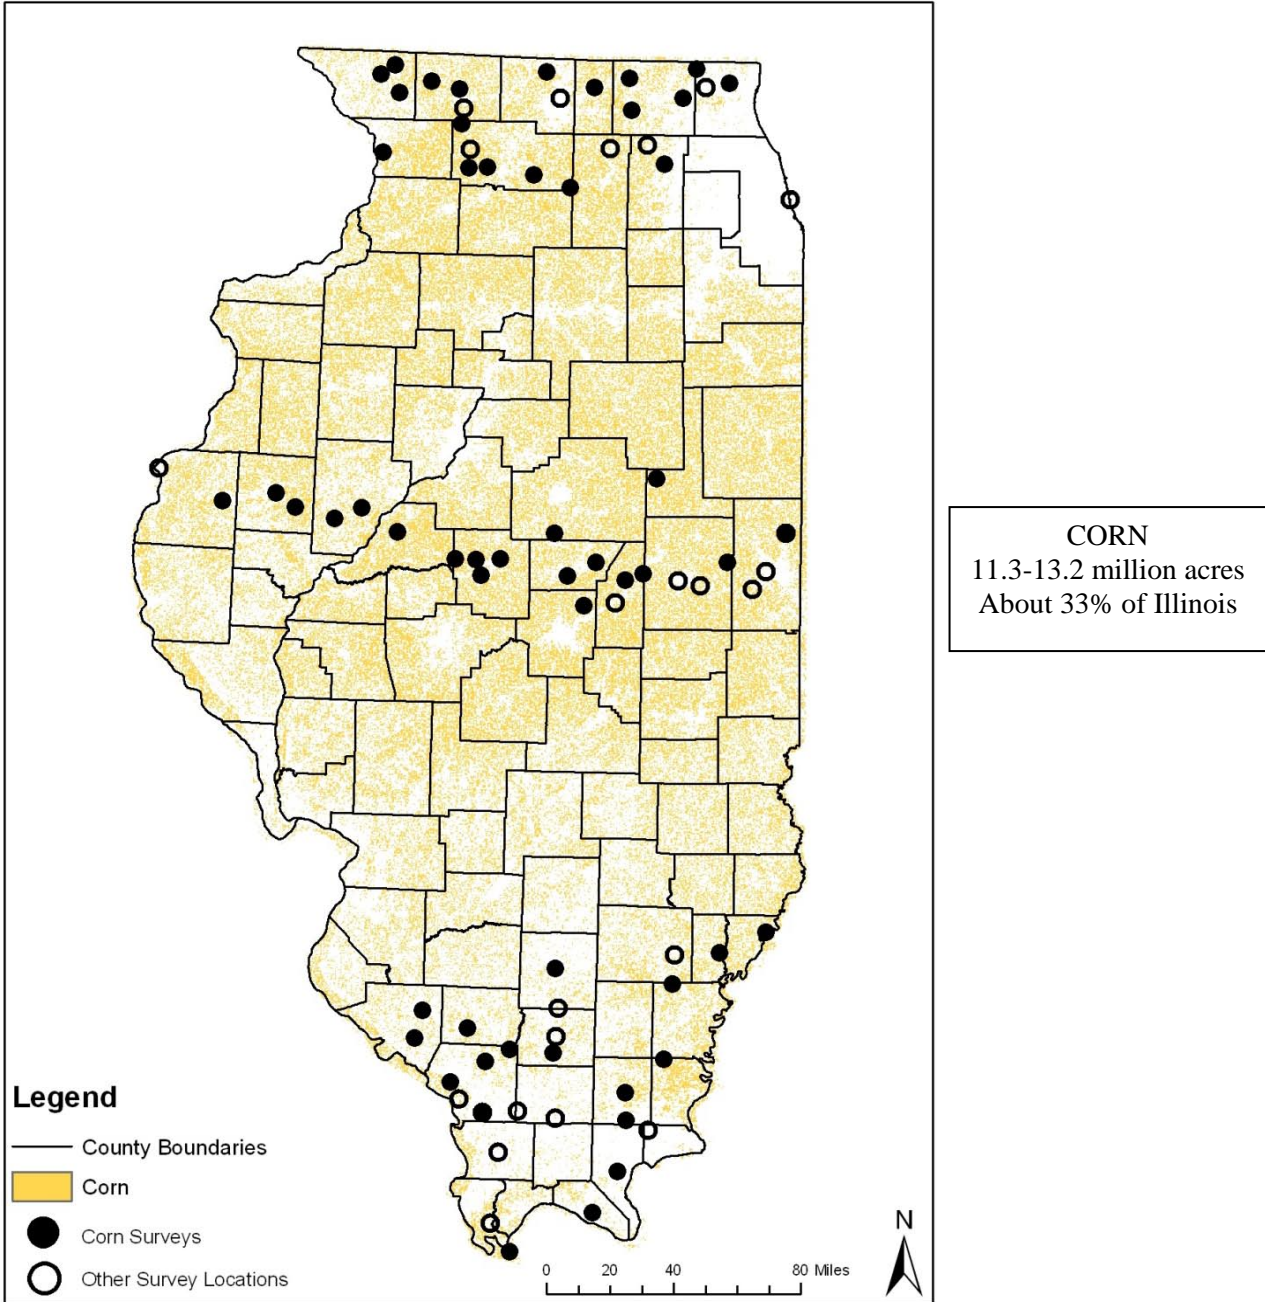 CORN
11.3-13.2 million acres
About 33% of Illinois
Legend
County Boundaries
Corn
Corn Surveys
Other Survey Locations
0 20 40 80 Miles
N